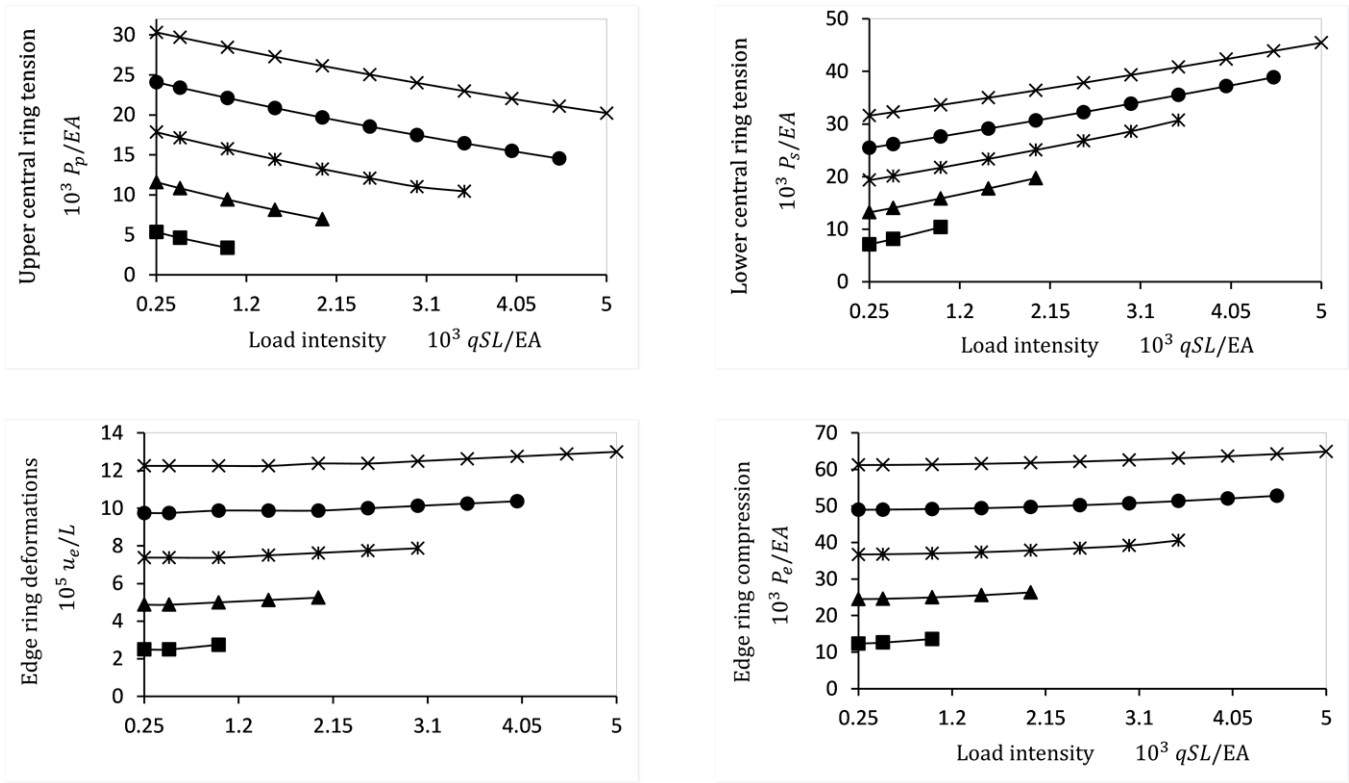 Upper central ring tension
10³ P_p/EA
30
25
20
15
10
5
0
0.25 1.2 2.15 3.1 4.05 5
Load intensity 10³ qSL/EA
Lower central ring tension
10³ P_s/EA
50
40
30
20
10
0
0.25 1.2 2.15 3.1 4.05 5
Load intensity 10³ qSL/EA
Edge ring deformations
10⁵ u_e/L
14
12
10
8
6
4
2
0
0.25 1.2 2.15 3.1 4.05 5
Edge ring compression
10³ P_e/EA
70
60
50
40
30
20
10
0
0.25 1.2 2.15 3.1 4.05 5
Load intensity 10³ qSL/EA